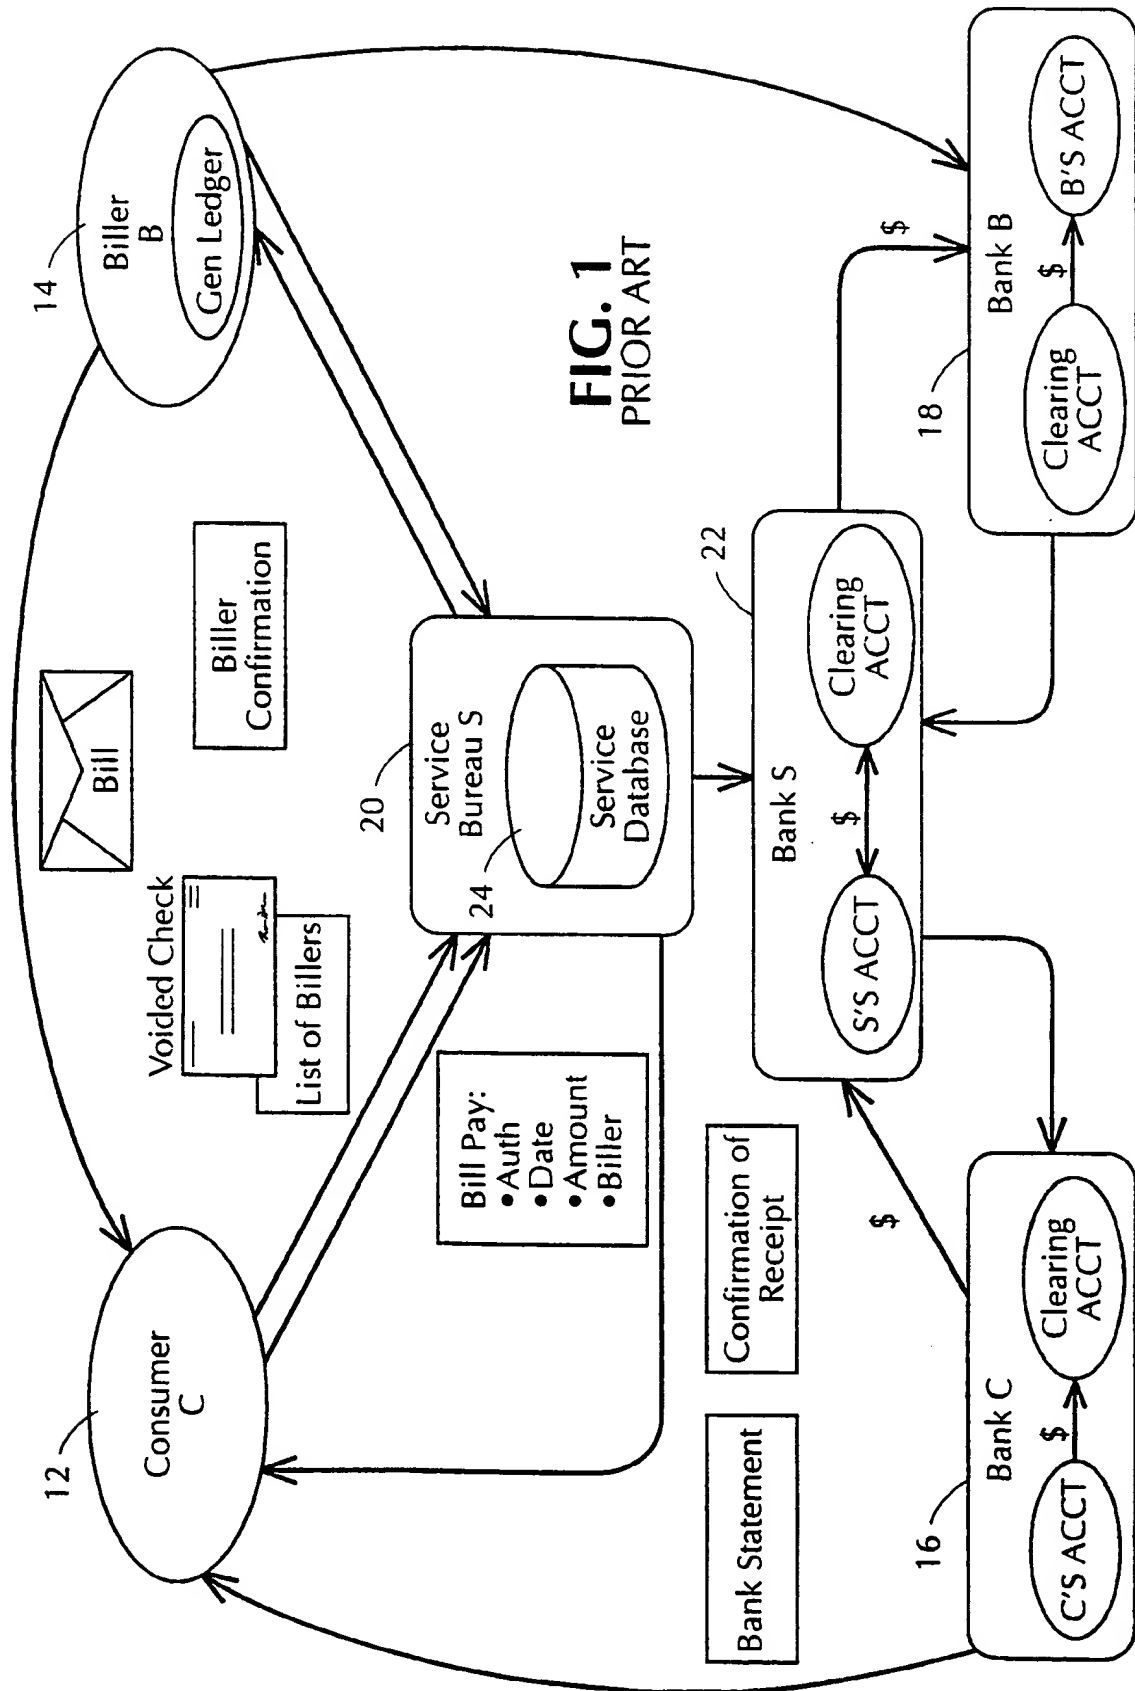 12
Consumer
C
14
Biller
B
Gen Ledger
Bill
Voided Check
List of Billers
Biller
Confirmation
20
Service
Bureau S
24
Service
Database
Bill Pay:
•Auth
•Date
•Amount
•Biller
FIG. 1
PRIOR ART
Bank Statement
Confirmation of
Receipt
$
22
Bank S
S'S ACCT
$
Clearing
ACCT
$
16
Bank C
C'S ACCT
$
Clearing
ACCT
18
Bank B
Clearing
ACCT
$
B'S ACCT